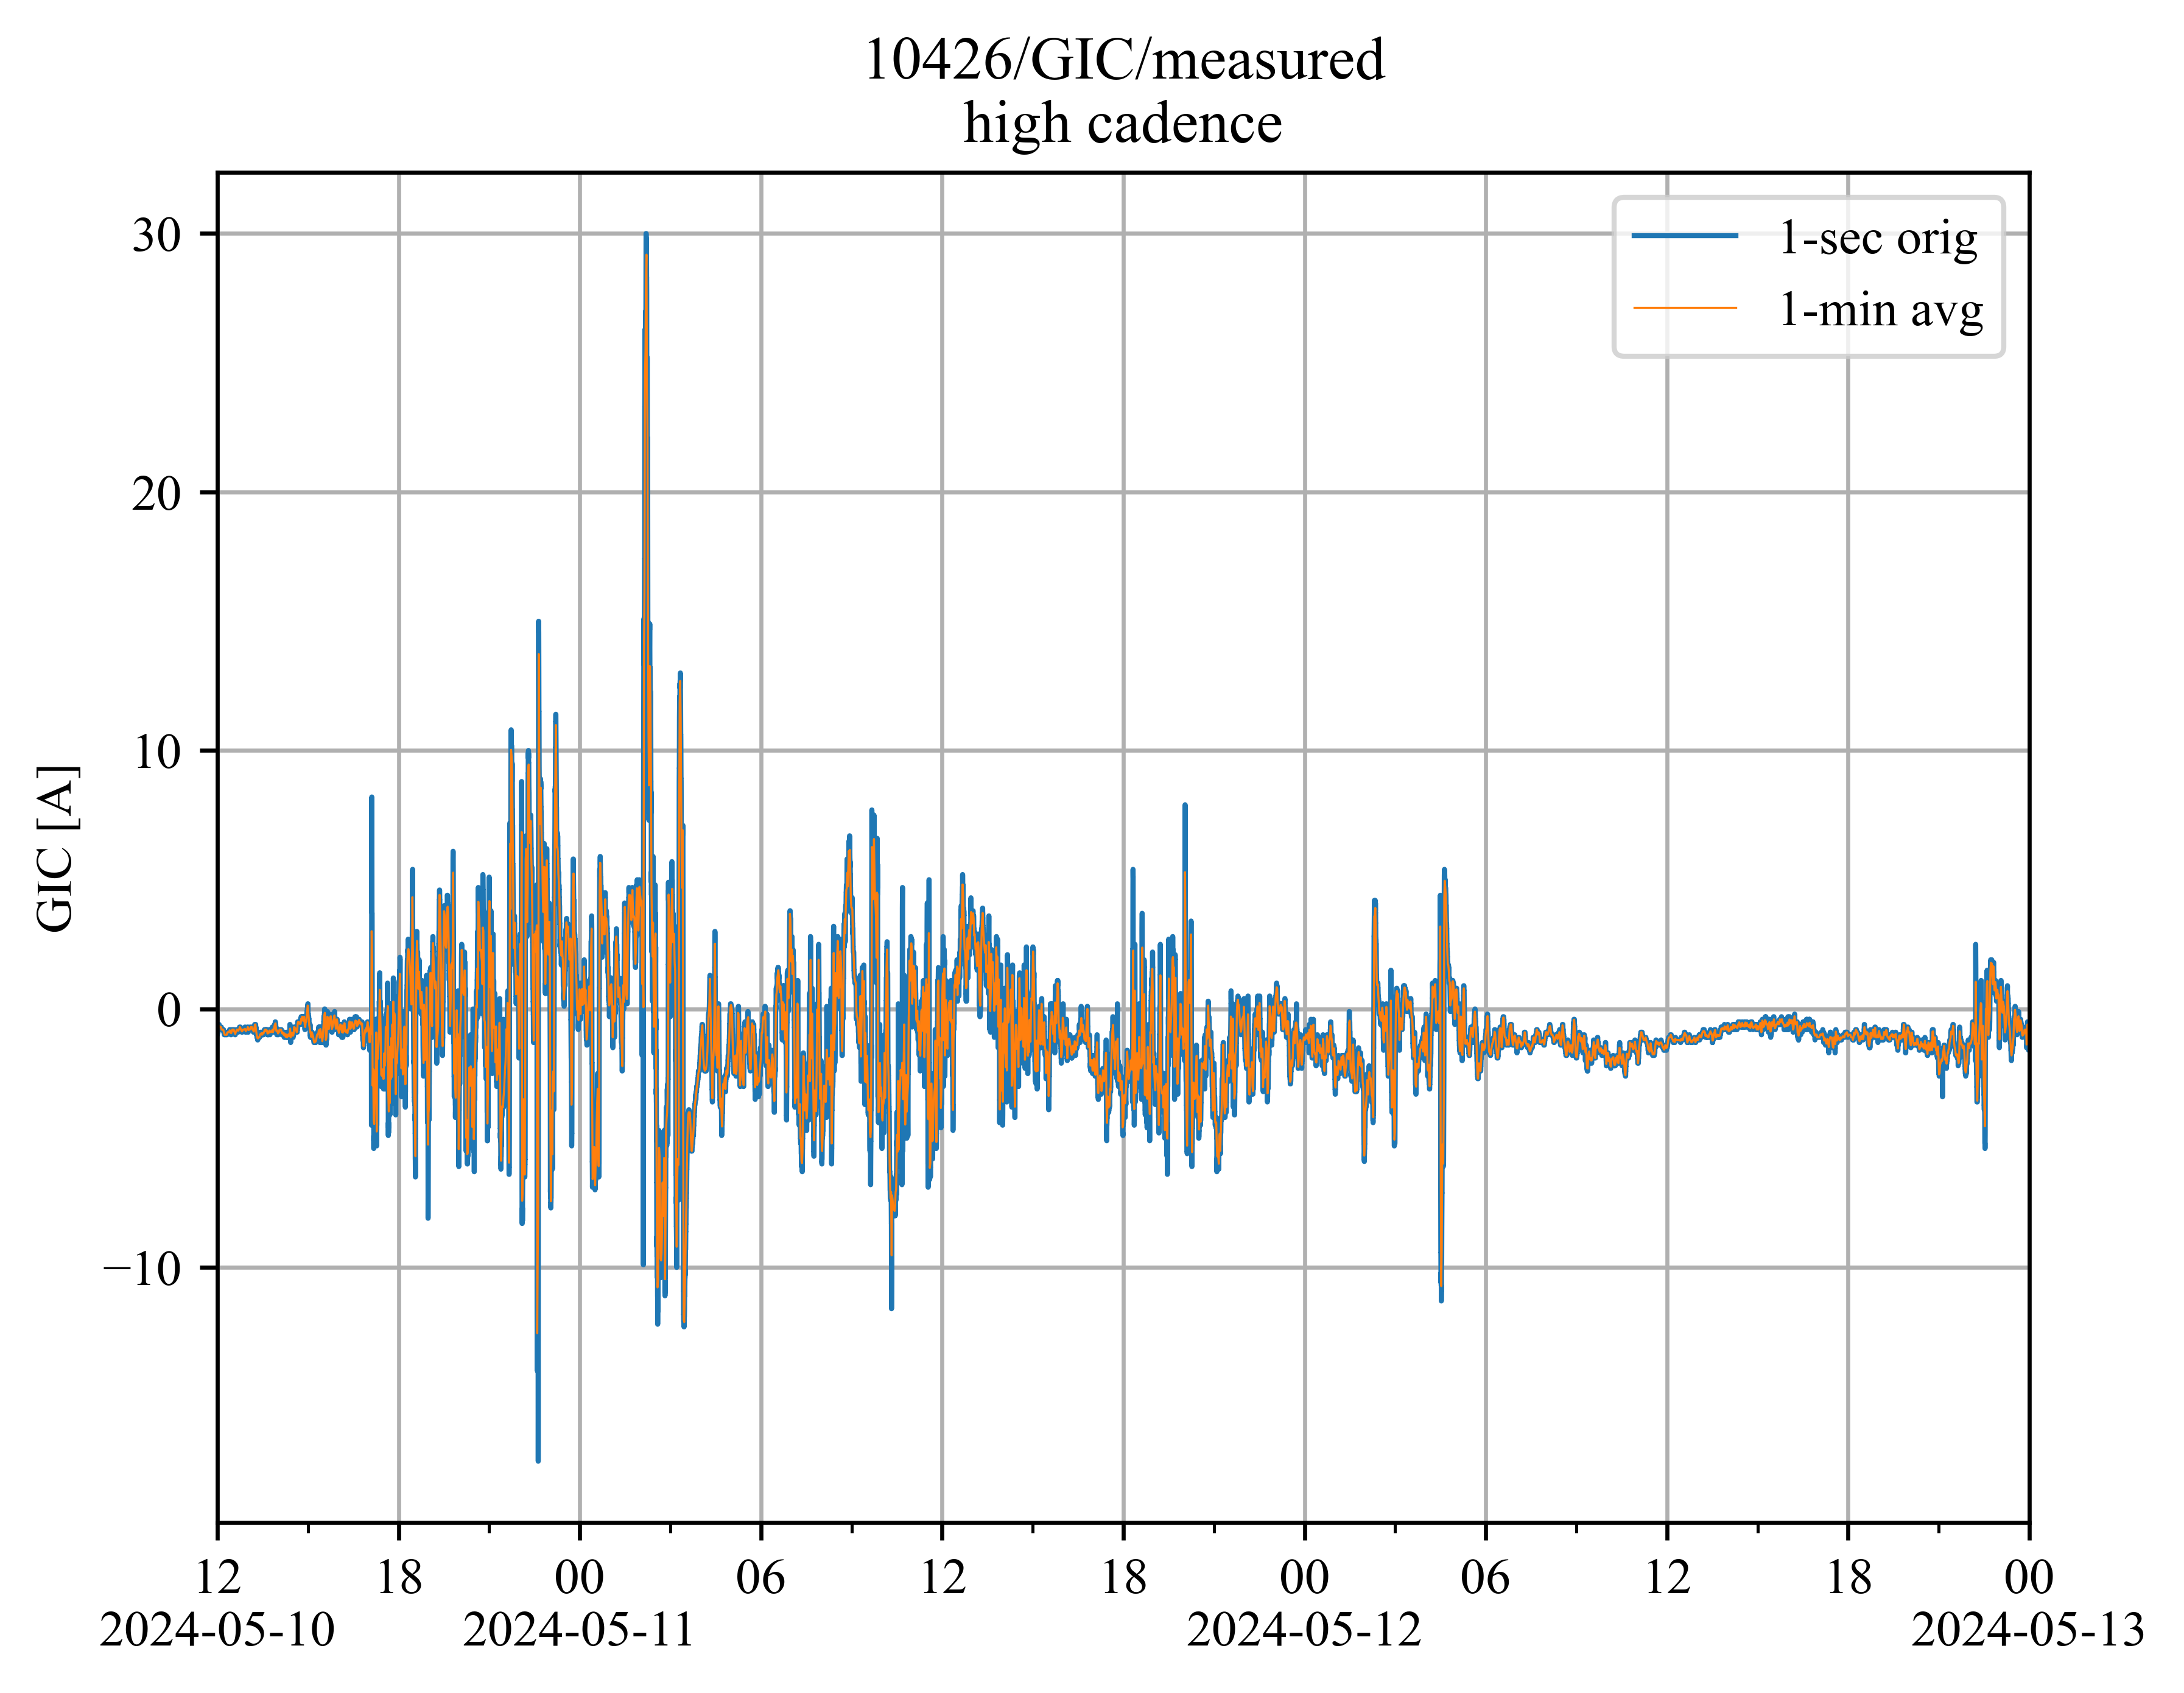 10426/GIC/measured
high cadence
1-sec orig
1-min avg
GIC [A]
30
20
10
0
−10
12 18 00 06 12 18 00 06 12 18 00
2024-05-10 2024-05-11 2024-05-12 2024-05-13